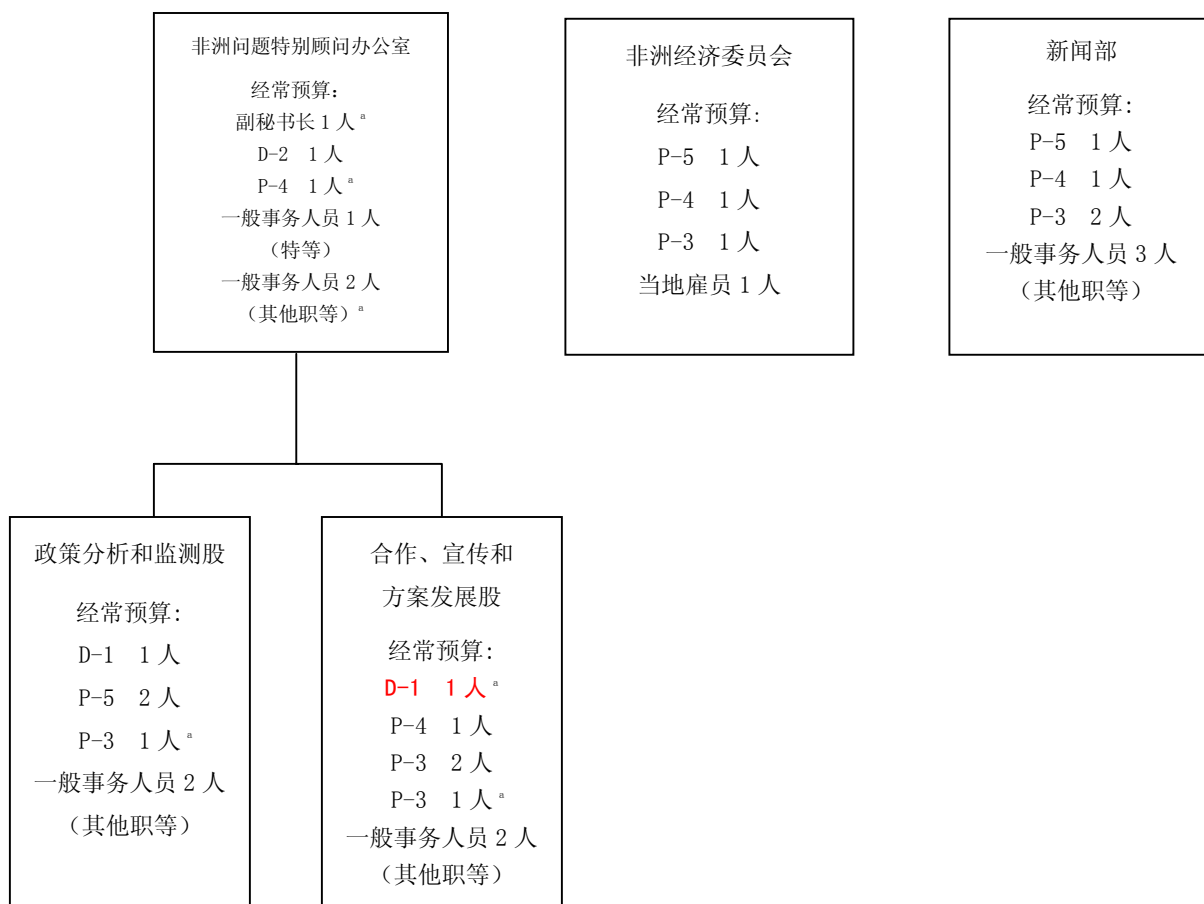 非洲问题特别顾问办公室
经常预算：
副秘书长 1 人 a
D-2 1 人
P-4 1 人 a
一般事务人员 1 人
（特等）
一般事务人员 2 人
（其他职等）a
非洲经济委员会
经常预算：
P-5 1 人
P-4 1 人
P-3 1 人
当地雇员 1 人
新闻部
经常预算：
P-5 1 人
P-4 1 人
P-3 2 人
一般事务人员 3 人
（其他职等）
政策分析和监测股
经常预算：
D-1 1 人
P-5 2 人
P-3 1 人 a
一般事务人员 2 人
（其他职等）
合作、宣传和
方案发展股
经常预算：
D-1 1 人 a
P-4 1 人
P-3 2 人
P-3 1 人 a
一般事务人员 2 人
（其他职等）